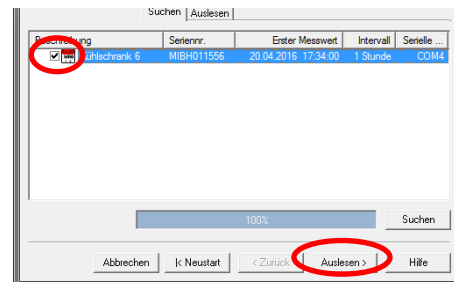 Suchen Auslesen
Beschreibung Seriennr. Erster Messwert Intervall Serielle ...
Kühlschrank 6 MIBH011556 20.04.2016 17:34:00 1 Stunde COM4
100% Suchen
Abbrechen |< Neustart < Zurück Auslesen > Hilfe